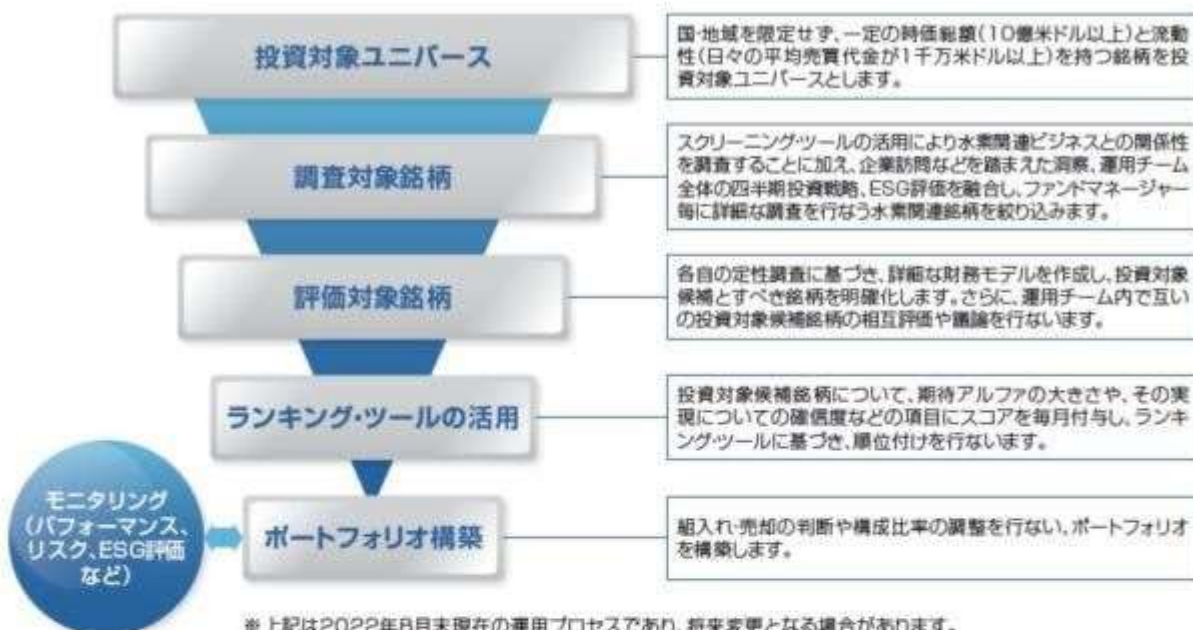 投資対象ユニバース
国・地域を限定せず、一定の時価総額(10億米ドル以上)と流動
性(日々の平均売買代金が1千万米ドル以上)を持つ銘柄を投
資対象ユニバースとします。
調査対象銘柄
スクリーニング・ツールの活用により水素関連ビジネスとの関係性
を調査することに加え、企業訪問などを踏まえた洞察、運用チーム
全体の四半期投資戦略、ESG評価を融合し、ファンドマネージャー
毎に詳細な調査を行なう水素関連銘柄を絞り込みます。
評価対象銘柄
各自の定性調査に基づき、詳細な財務モデルを作成し、投資対象
候補とすべき銘柄を明確化します。さらに、運用チーム内で互い
の投資対象候補銘柄の相互評価や議論を行ないます。
ランキング・ツールの活用
投資対象候補銘柄について、期待アルファの大きさや、その実
現についての確信度などの項目にスコアを毎月付与し、ランキ
ング・ツールに基づき、順位付けを行ないます。
モニタリング
(パフォーマンス、
リスク、ESG評価
など)
ポートフォリオ構築
組入れ・売却の判断や構成比率の調整を行ない、ポートフォリオ
を構築します。
※上記は2022年8月末現在の運用プロセスであり、将来変更となる場合があります。